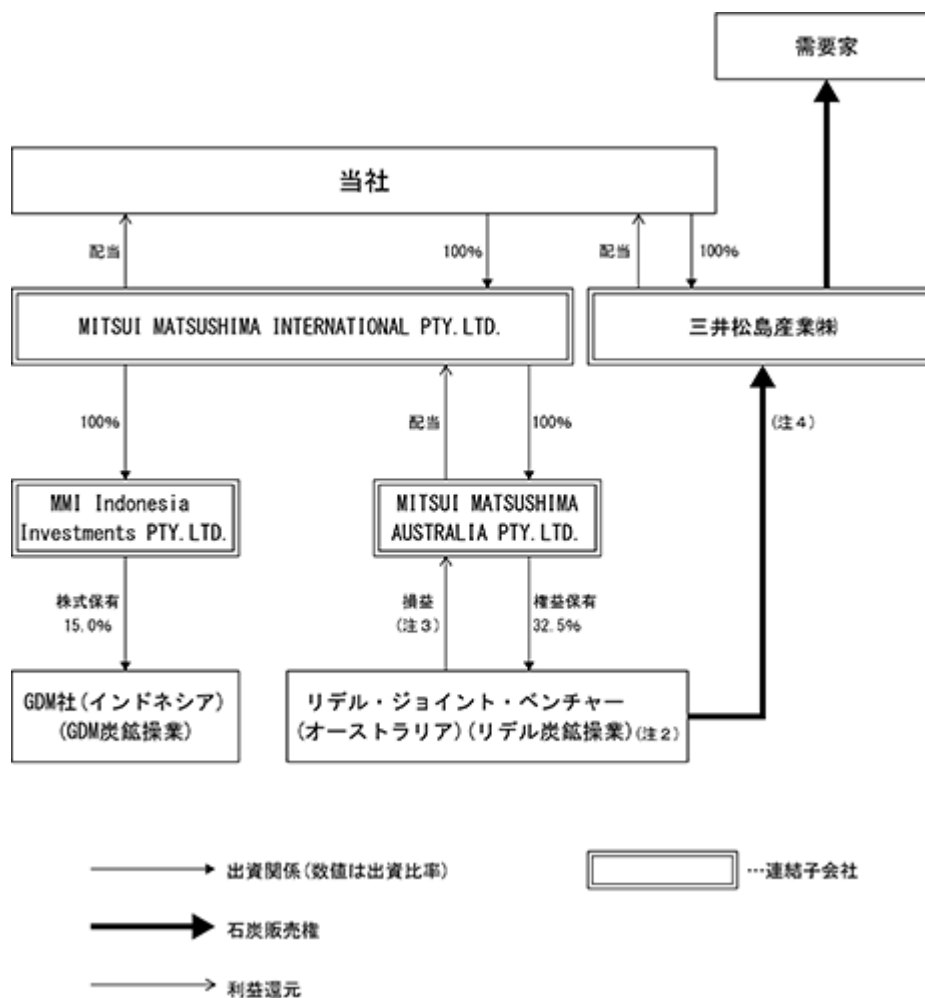 需要家
当社
配当
100%
配当
100%
MITSUI MATSUSHIMA INTERNATIONAL PTY.LTD.
三井松島産業㈱
100%
配当
100%
(注4)
MMI Indonesia
Investments PTY.LTD.
MITSUI MATSUSHIMA
AUSTRALIA PTY.LTD.
株式保有
15.0%
損益
(注3)
権益保有
32.5%
GDM社(インドネシア)
(GDM炭鉱操業)
リデル・ジョイント・ベンチャー
(オーストラリア)(リデル炭鉱操業)(注2)
出資関係(数値は出資比率)
…連結子会社
石炭販売権
利益還元